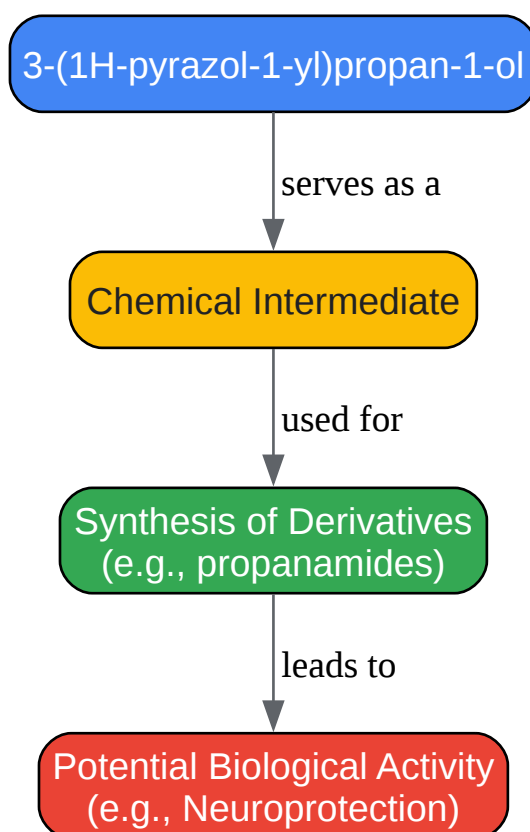 3-(1H-pyrazol-1-yl)propan-1-ol
serves as a
Chemical Intermediate
used for
Synthesis of Derivatives
(e.g., propanamides)
leads to
Potential Biological Activity
(e.g., Neuroprotection)